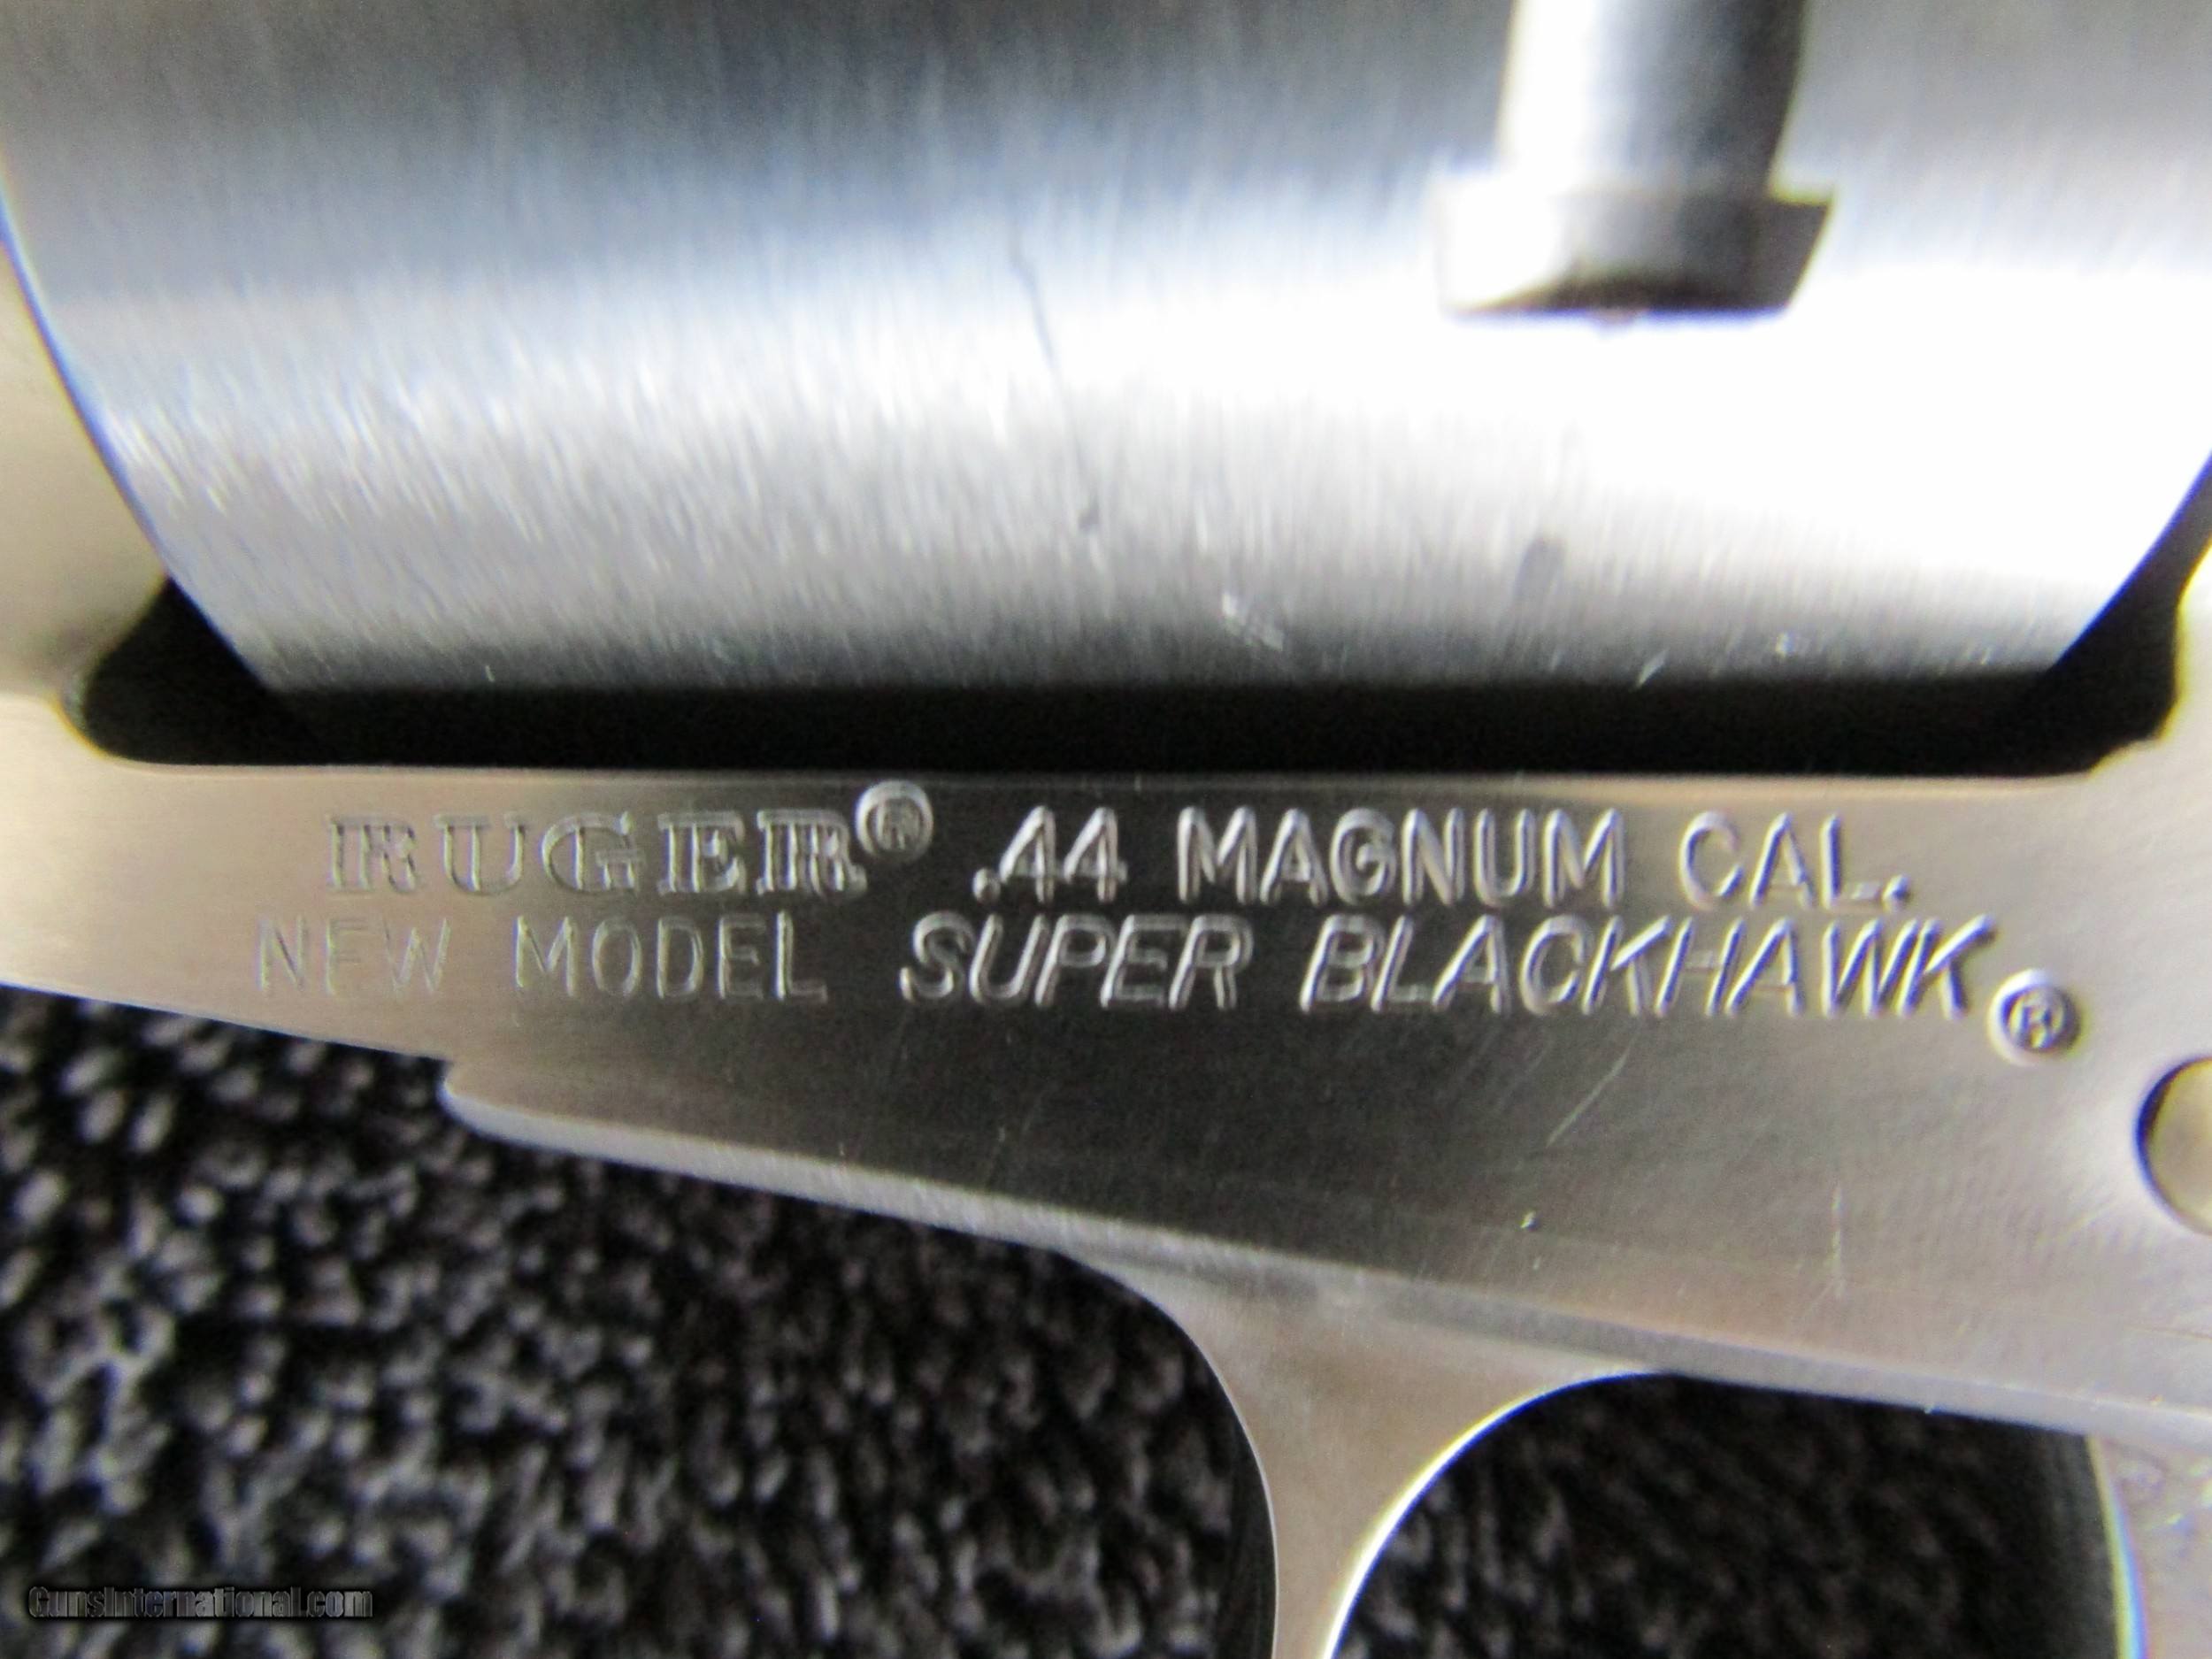 RUGER® .44 MAGNUM CAL.
NEW MODEL SUPER BLACKHAWK®
GunsInternational.com